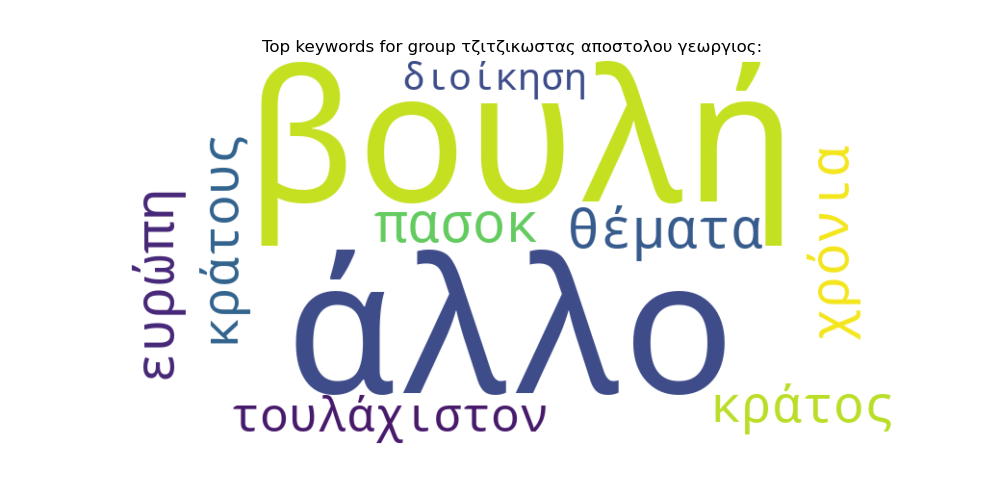 Top keywords for group τζιτζικωστας αποστολου γεωργιος:
διοίκηση
βουλή
πασοκ
θέματα
άλλο
ευρώπη
κράτους
χρόνια
τουλάχιστον
κράτος